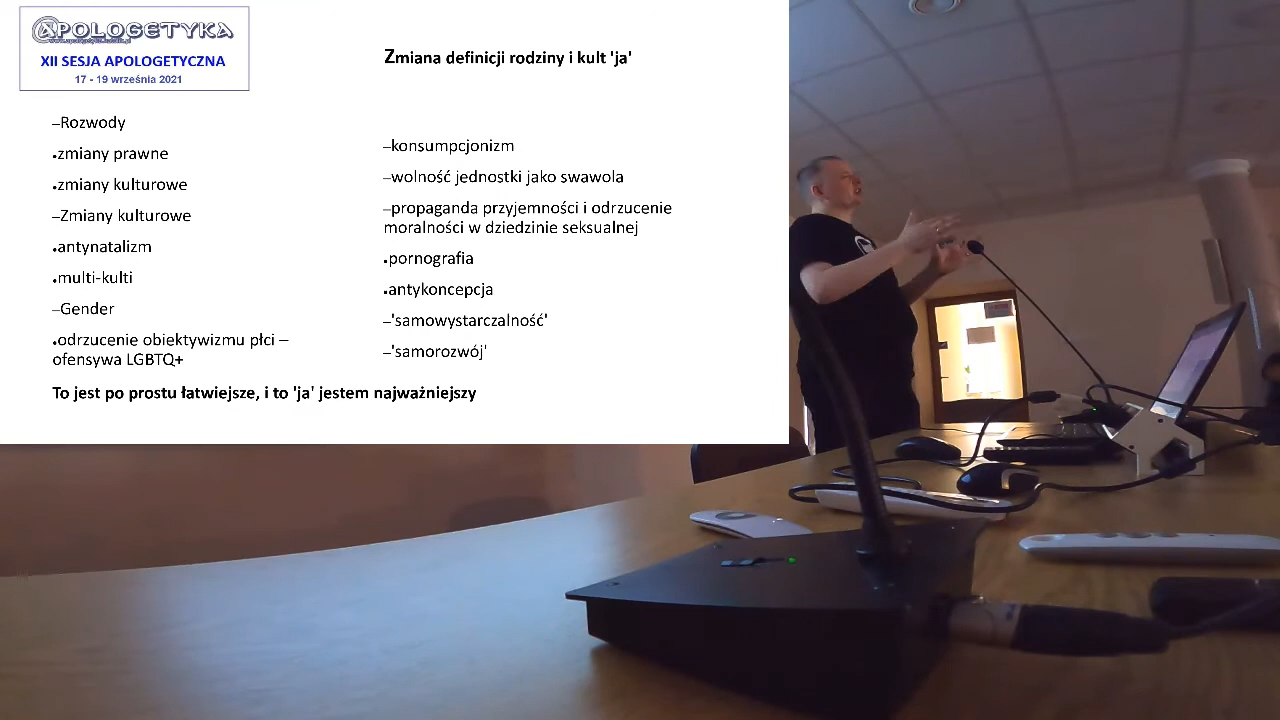 @POLOGETYKA
XII SESJA APOLOGETYCZNA
17 - 19 września 2021
Zmiana definicji rodziny i kult 'ja'
–Rozwody
•zmiany prawne
•zmiany kulturowe
–Zmiany kulturowe
•antynatalizm
•multi-kulti
–Gender
•odrzucenie obiektywizmu płci –
ofensywa LGBTQ+
–konsumpcjonizm
–wolność jednostki jako swawola
–propaganda przyjemności i odrzucenie
moralności w dziedzinie seksualnej
•pornografia
•antykoncepcja
–'samowystarczalność'
–'samorozwój'
To jest po prostu łatwiejsze, i to 'ja' jestem najważniejszy